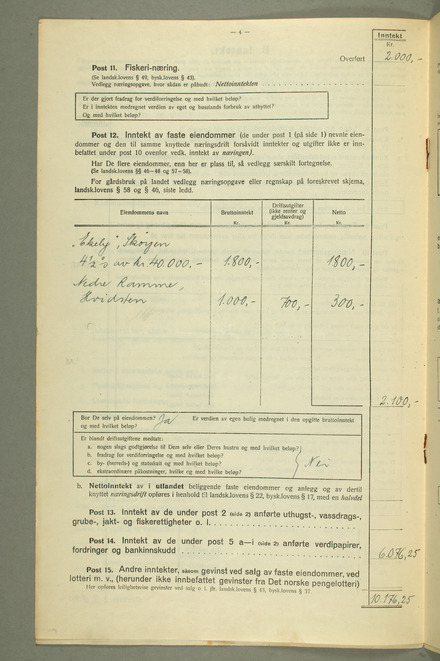 — 4 —
Inntekt
Kr.
Overført 2.000,-
Post 11. Fiskeri-næring.
(Se landsk.lovens § 49, bysk.lovens § 43).
Vedlegg næringsopgave, hvor sådan er påbudt: Nettoinntekten
Er der gjort fradrag for verdiforringelse og med hvilket beløp?
Er i inntekten medregnet verdien av eget og husstands forbruk av utbyttet?
Og med hvilket beløp?
Post 12. Inntekt av faste eiendommer (de under post 1 (på side 1) nevnte eien-
dommer og den til samme knyttede næringsdrift forsåvidt inntekter og utgifter ikke er inn-
befattet under post 10 ovenfor vedk. inntekt av næringen).
Har De flere eiendommer, enn her er plass til, så vedlegg særskilt fortegnelse.
(Se landsk.lovens §§ 46—48 og 57—58).
For gårdsbruk på landet vedlegg næringsopgave eller regnskap på foreskrevet skjema,
landsk.lovens § 58 og § 46, siste ledd.
Eiendommens navn Bruttoinntekt Kr. Driftsutgifter (ikke renter og gjeldsavdrag) Kr. Netto Kr.
„Ekely", Skøyen
4½% av kr. 40.000,- 1.800,- 1800,-
Nedre Ramme,
Hvidsten 1.000,- 700,- 300,-
2.100,-
Bor De selv på eiendommen? Ja Er verdien av egen bolig medregnet i den opgitte bruttoinntekt
og med hvilket beløp?
Er blandt driftsutgiftene medtatt:
a. nogen slags godtgjørelse til Dem selv eller Deres hustru og med hvilket beløp?
b. verdiforringelse og med hvilket beløp?
c. by- (herreds-) og statsskatt og med hvilket beløp? Nei
d. ekstraordinære påkostninger, hvilke og med hvilke beløp?
b. Nettoinntekt av i utlandet beliggende faste eiendommer og anlegg og av dertil
knyttet næringsdrift opføres i henhold til landsk.lovens § 22, bysk.lovens § 17, med en halvdel
Post 13. Inntekt av de under post 2 (side 2) anførte uthugst-, vassdrags-,
grube-, jakt- og fiskerettigheter o. l.
Post 14. Inntekt av de under post 5 a—i (side 2) anførte verdipapirer,
fordringer og bankinnskudd 6.076,25
Post 15. Andre inntekter, såsom gevinst ved salg av faste eiendommer, ved
lotteri m. v., (herunder ikke innbefattet gevinster fra Det norske pengelotteri)
Her opføres leilighetsvise gevinster ved salg o. l. jfr. landsk.lovens § 43, bysk.lovens § 37.
10.176,25